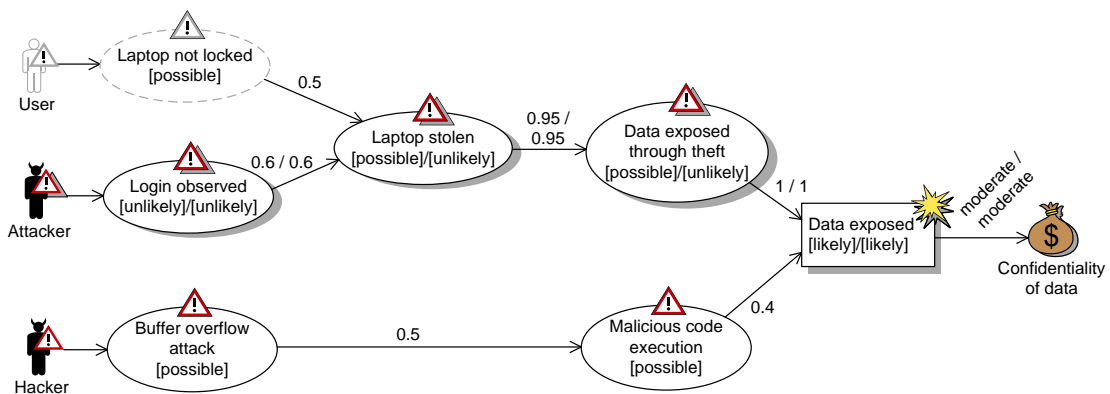 Laptop not locked
[possible]
User
0.5
Laptop stolen
[possible]/[unlikely]
0.95 /
0.95
Data exposed
through theft
[possible]/[unlikely]
Login observed
[unlikely]/[unlikely]
Attacker
0.6 / 0.6
1 / 1
Data exposed
[likely]/[likely]
moderate /
moderate
$
Confidentiality
of data
Buffer overflow
attack
[possible]
Hacker
0.5
Malicious code
execution
[possible]
0.4